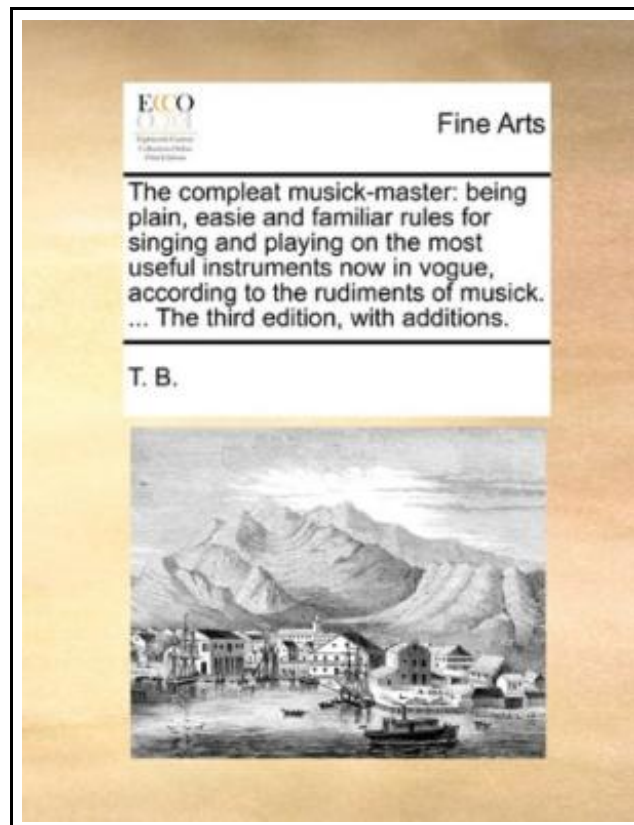 ECCO
Fine Arts
The compleat musick-master: being
plain, easie and familiar rules for
singing and playing on the most
useful instruments now in vogue,
according to the rudiments of musick.
... The third edition, with additions.
T. B.